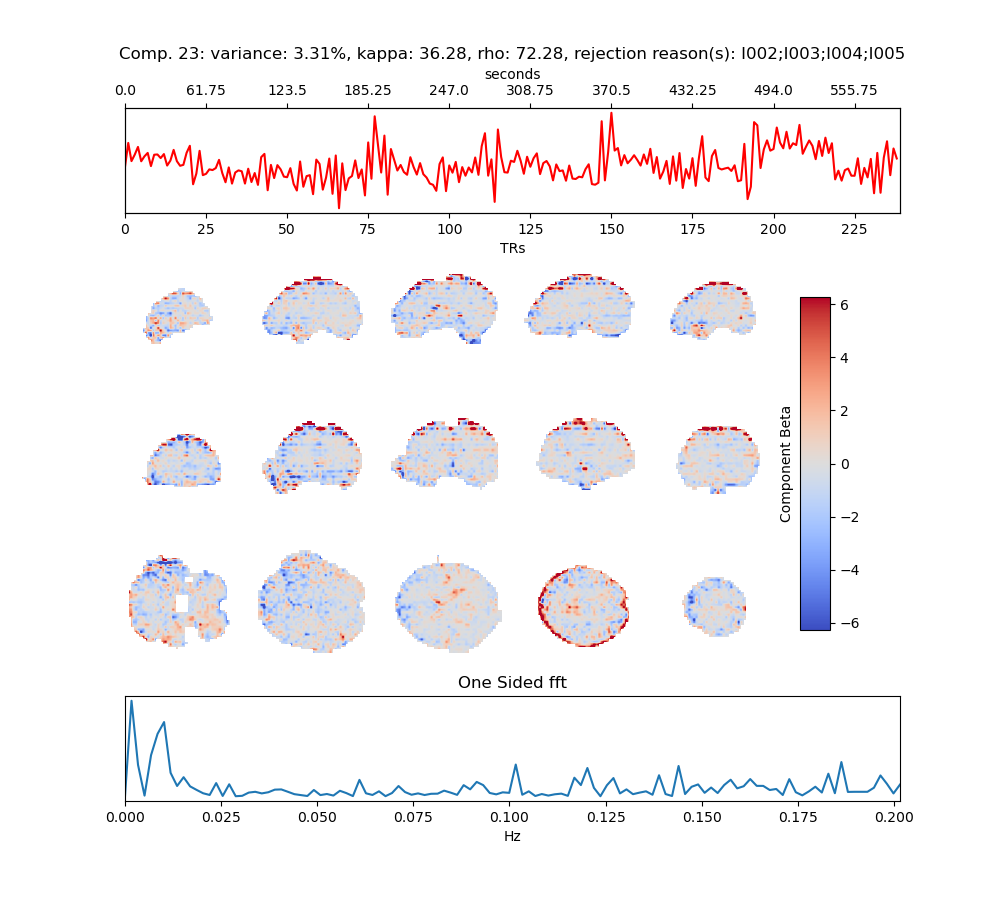 Comp. 23: variance: 3.31%, kappa: 36.28, rho: 72.28, rejection reason(s): I002;I003;I004;I005
seconds
0.0 61.75 123.5 185.25 247.0 308.75 370.5 432.25 494.0 555.75
0 25 50 75 100 125 150 175 200 225
TRs
6
4
2
0
−2
−4
−6
Component Beta
One Sided fft
0.000 0.025 0.050 0.075 0.100 0.125 0.150 0.175 0.200
Hz